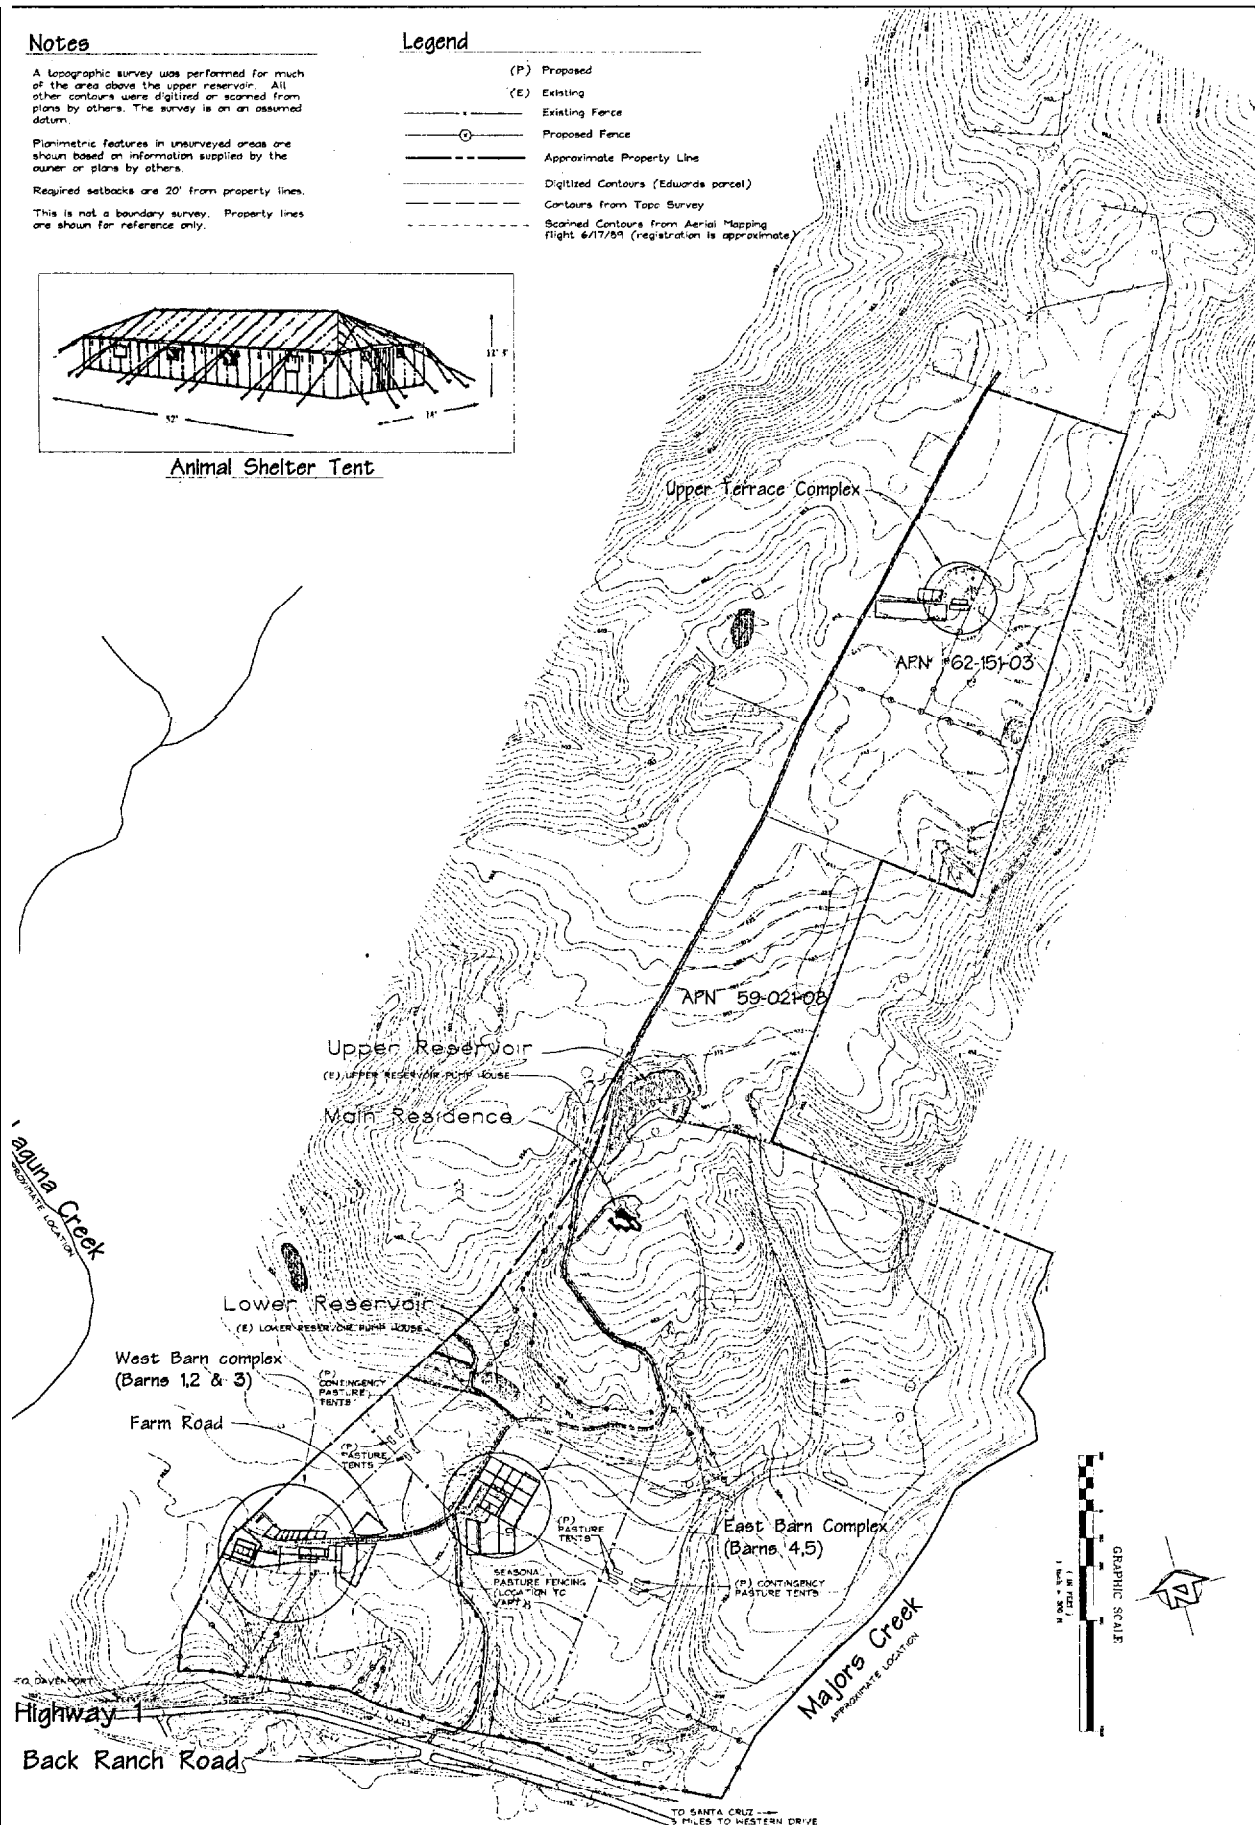 Notes
A topographic survey was performed for much
of the area above the upper reservoir. All
other contours were digitized or scanned from
plans by others. The survey is on an assumed
datum.
Planimetric features in unsurveyed areas are
shown based on information supplied by the
owner or plans by others.
Required setbacks are 20' from property lines.
This is not a boundary survey. Property lines
are shown for reference only.
Legend
(P) Proposed
(E) Existing
Existing Fence
Proposed Fence
Approximate Property Line
Digitized Contours (Edwards parcel)
Contours from Topo Survey
Scanned Contours from Aerial Mapping
flight 6/17/89 (registration is approximate)
52'
18'
Animal Shelter Tent
Upper Terrace Complex
APN 62-151-03
APN 59-021-08
Upper Reservoir
(E) UPPER RESERVOIR PUMP HOUSE
Main Residence
aguna Creek
LOCATION
Lower Reservoir
(E) LOWER RESERVOIR PUMP HOUSE
West Barn complex
(Barns 1,2 & 3)
(P)
CONTINGENCY
PASTURE
TENTS
Farm Road
(P)
PASTURE
TENTS
(P)
PASTURE
TENTS
East Barn Complex
(Barns 4,5)
SEASONAL
PASTURE FENCING
(LOCATION TO
VARY)
(P) CONTINGENCY
PASTURE TENTS
Majors Creek
APPROXIMATE LOCATION
GRAPHIC SCALE
( IN FEET )
TO DAVENPORT
Highway 1
Back Ranch Road
TO SANTA CRUZ
3 MILES TO WESTERN DRIVE